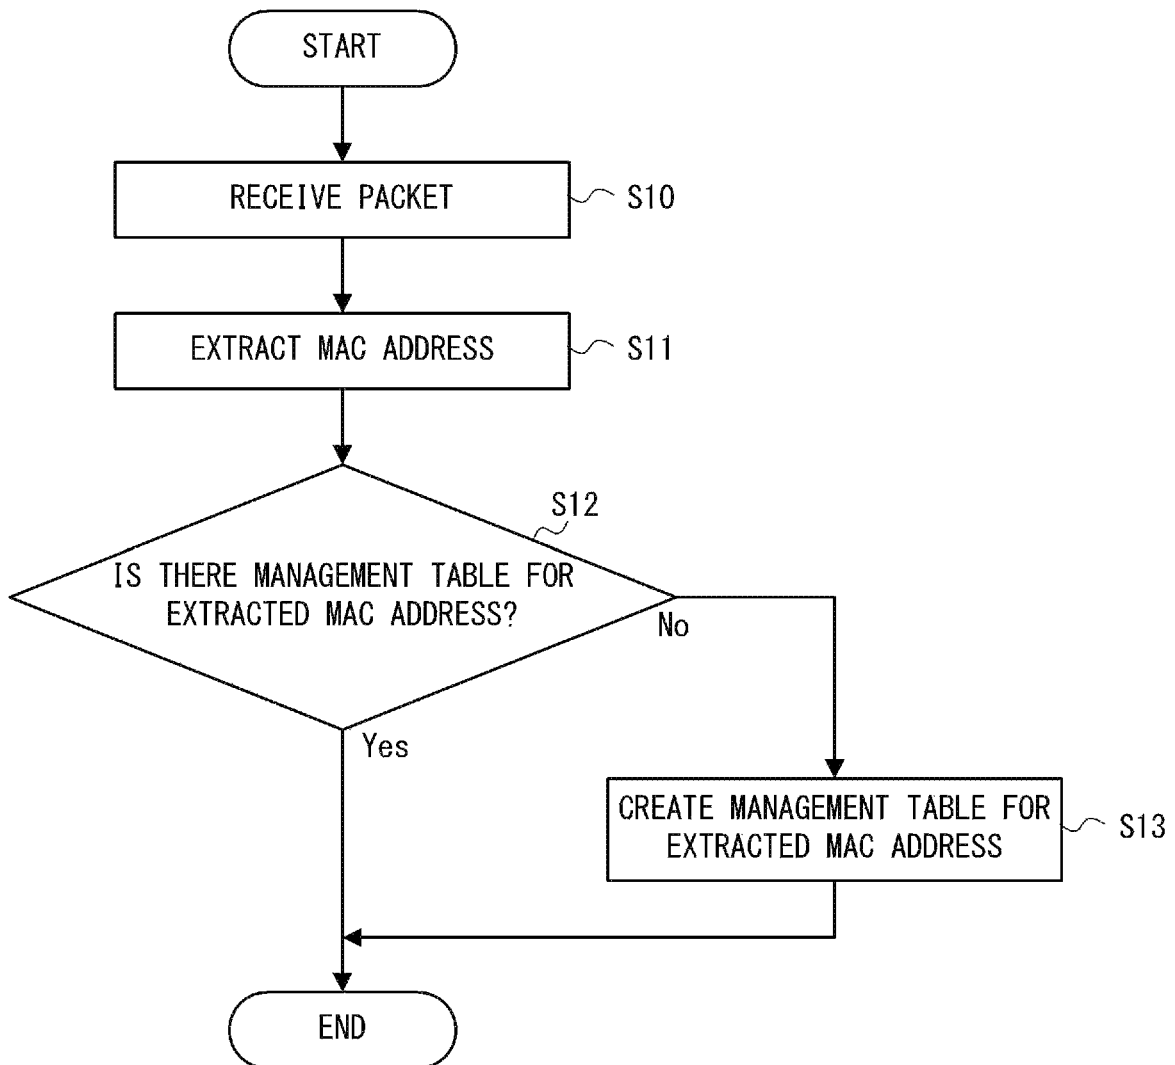 START
RECEIVE PACKET
S10
EXTRACT MAC ADDRESS
S11
S12
IS THERE MANAGEMENT TABLE FOR
EXTRACTED MAC ADDRESS?
No
Yes
CREATE MANAGEMENT TABLE FOR
EXTRACTED MAC ADDRESS
S13
END